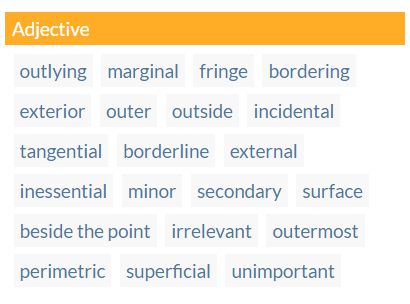 Adjective
outlying marginal fringe bordering
exterior outer outside incidental
tangential borderline external
inessential minor secondary surface
beside the point irrelevant outermost
perimetric superficial unimportant